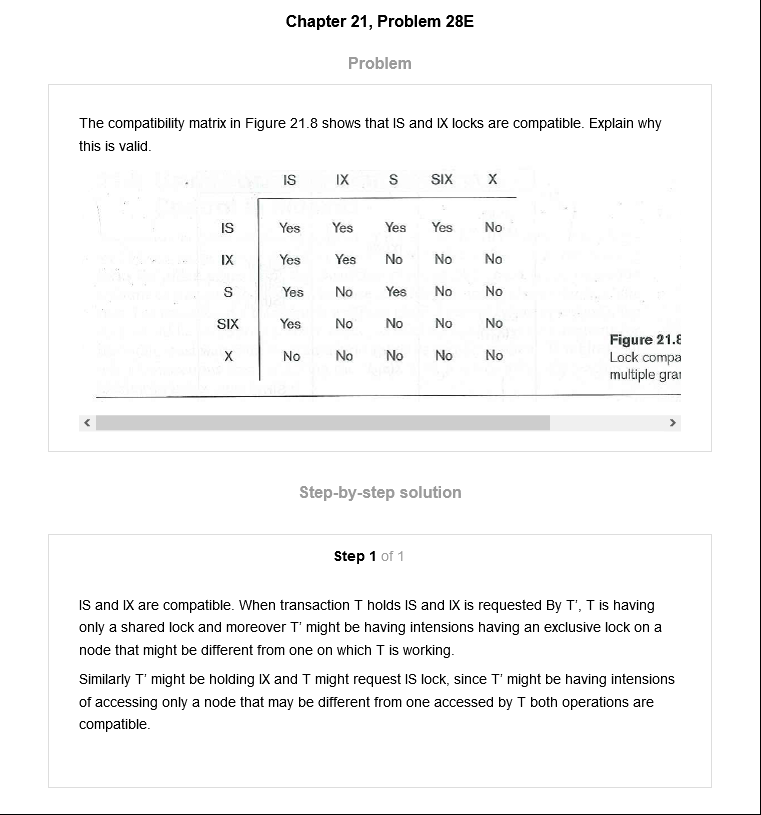 Chapter 21, Problem 28E
Problem
The compatibility matrix in Figure 21.8 shows that IS and IX locks are compatible. Explain why
this is valid.
IS IX S SIX X
IS Yes Yes Yes Yes No
IX Yes Yes No No No
S Yes No Yes No No
SIX Yes No No No No
X No No No No No
Figure 21.8
Lock compa
multiple gra
Step-by-step solution
Step 1 of 1
IS and IX are compatible. When transaction T holds IS and IX is requested By T', T is having
only a shared lock and moreover T' might be having intensions having an exclusive lock on a
node that might be different from one on which T is working.
Similarly T' might be holding IX and T might request IS lock, since T' might be having intensions
of accessing only a node that may be different from one accessed by T both operations are
compatible.